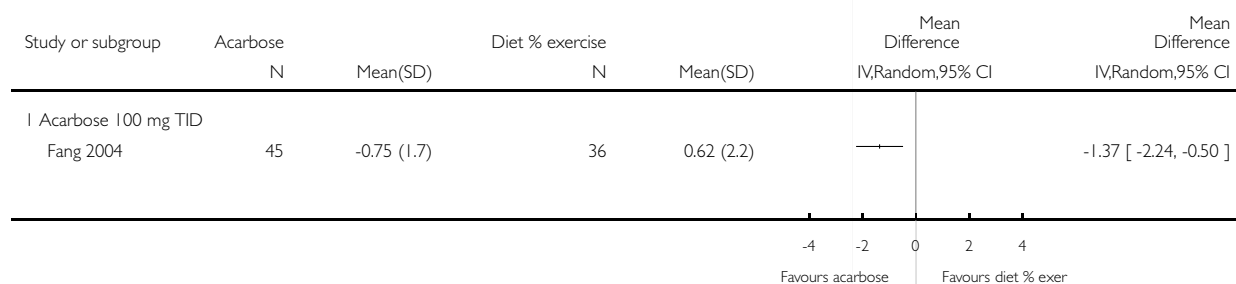 Mean Mean
Study or subgroup Acarbose Diet % exercise Difference Difference
N Mean(SD) N Mean(SD) IV,Random,95% CI IV,Random,95% CI
1 Acarbose 100 mg TID
Fang 2004 45 -0.75 (1.7) 36 0.62 (2.2) -1.37 [ -2.24, -0.50 ]
-4 -2 0 2 4
Favours acarbose Favours diet % exer